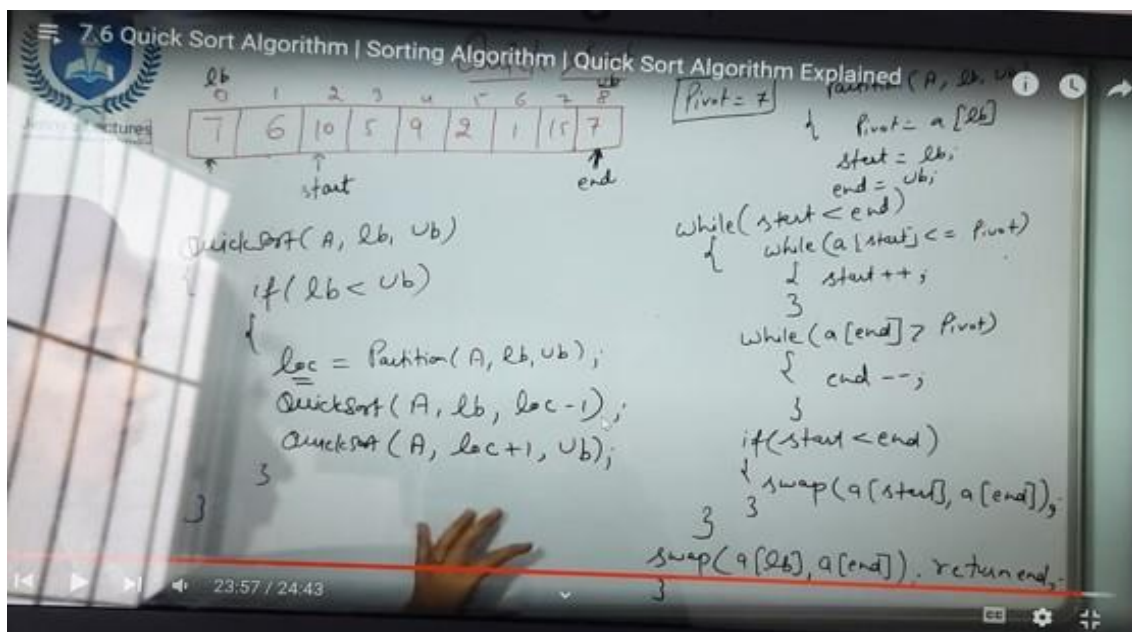 7.6 Quick Sort Algorithm | Sorting Algorithm | Quick Sort Algorithm Explained
lb ub
0 1 2 3 4 5 6 7 8
7 6 10 5 9 2 1 15 7
start end
Pivot = 7
QuickSort(A, lb, Ub)
{
if( lb < Ub)
{
loc = Partition(A, lb, Ub);
QuickSort(A, lb, loc-1);
QuickSort(A, loc+1, Ub);
}
}
Partition(A, lb, Ub)
{ Pivot = a[lb]
start = lb;
end = Ub;
while(start < end)
{ while(a[start] <= Pivot)
{ start++;
}
while(a[end] > Pivot)
{ end--;
}
if(start < end)
{ swap(a[start], a[end]);
}
}
swap(a[lb], a[end]). return end;
}
23:57 / 24:43
CC